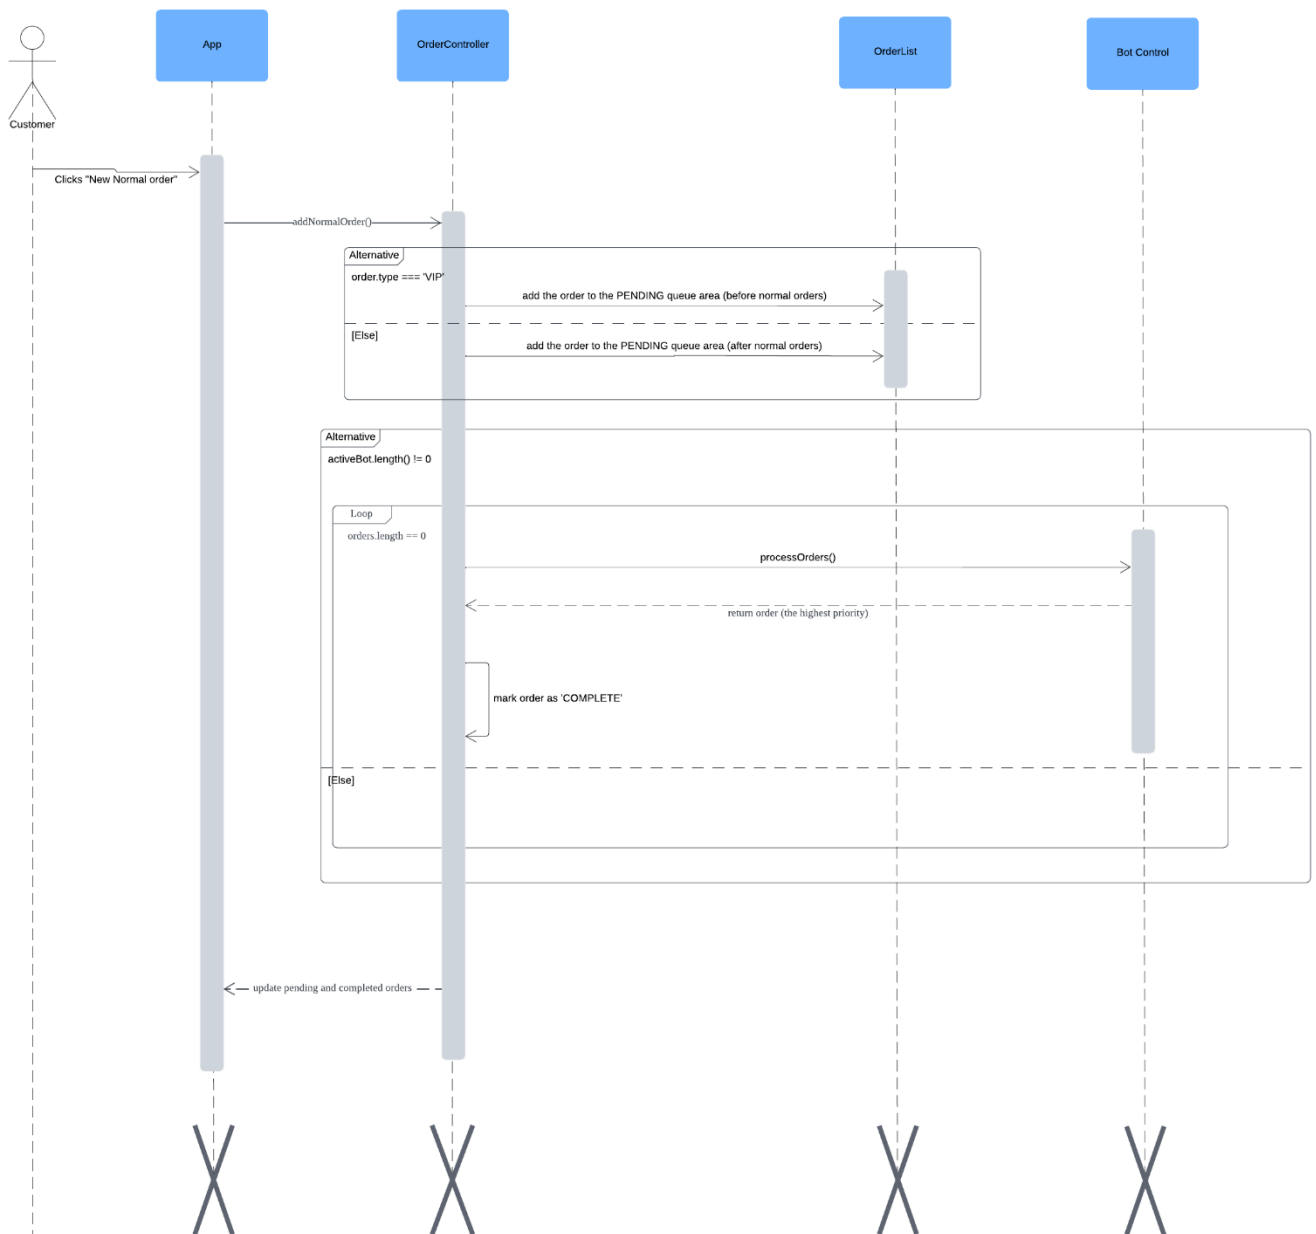 App
OrderController
OrderList
Bot Control
Customer
Clicks "New Normal order"
addNormalOrder()
Alternative
order.type === 'VIP'
add the order to the PENDING queue area (before normal orders)
[Else]
add the order to the PENDING queue area (after normal orders)
Alternative
activeBot.length() != 0
Loop
orders.length == 0
processOrders()
return order (the highest priority)
mark order as 'COMPLETE'
[Else]
update pending and completed orders